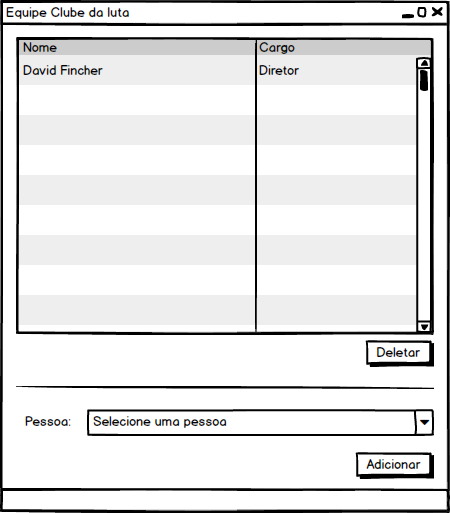 Equipe Clube da luta
Nome Cargo
David Fincher Diretor
Deletar
Pessoa: Selecione uma pessoa
Adicionar